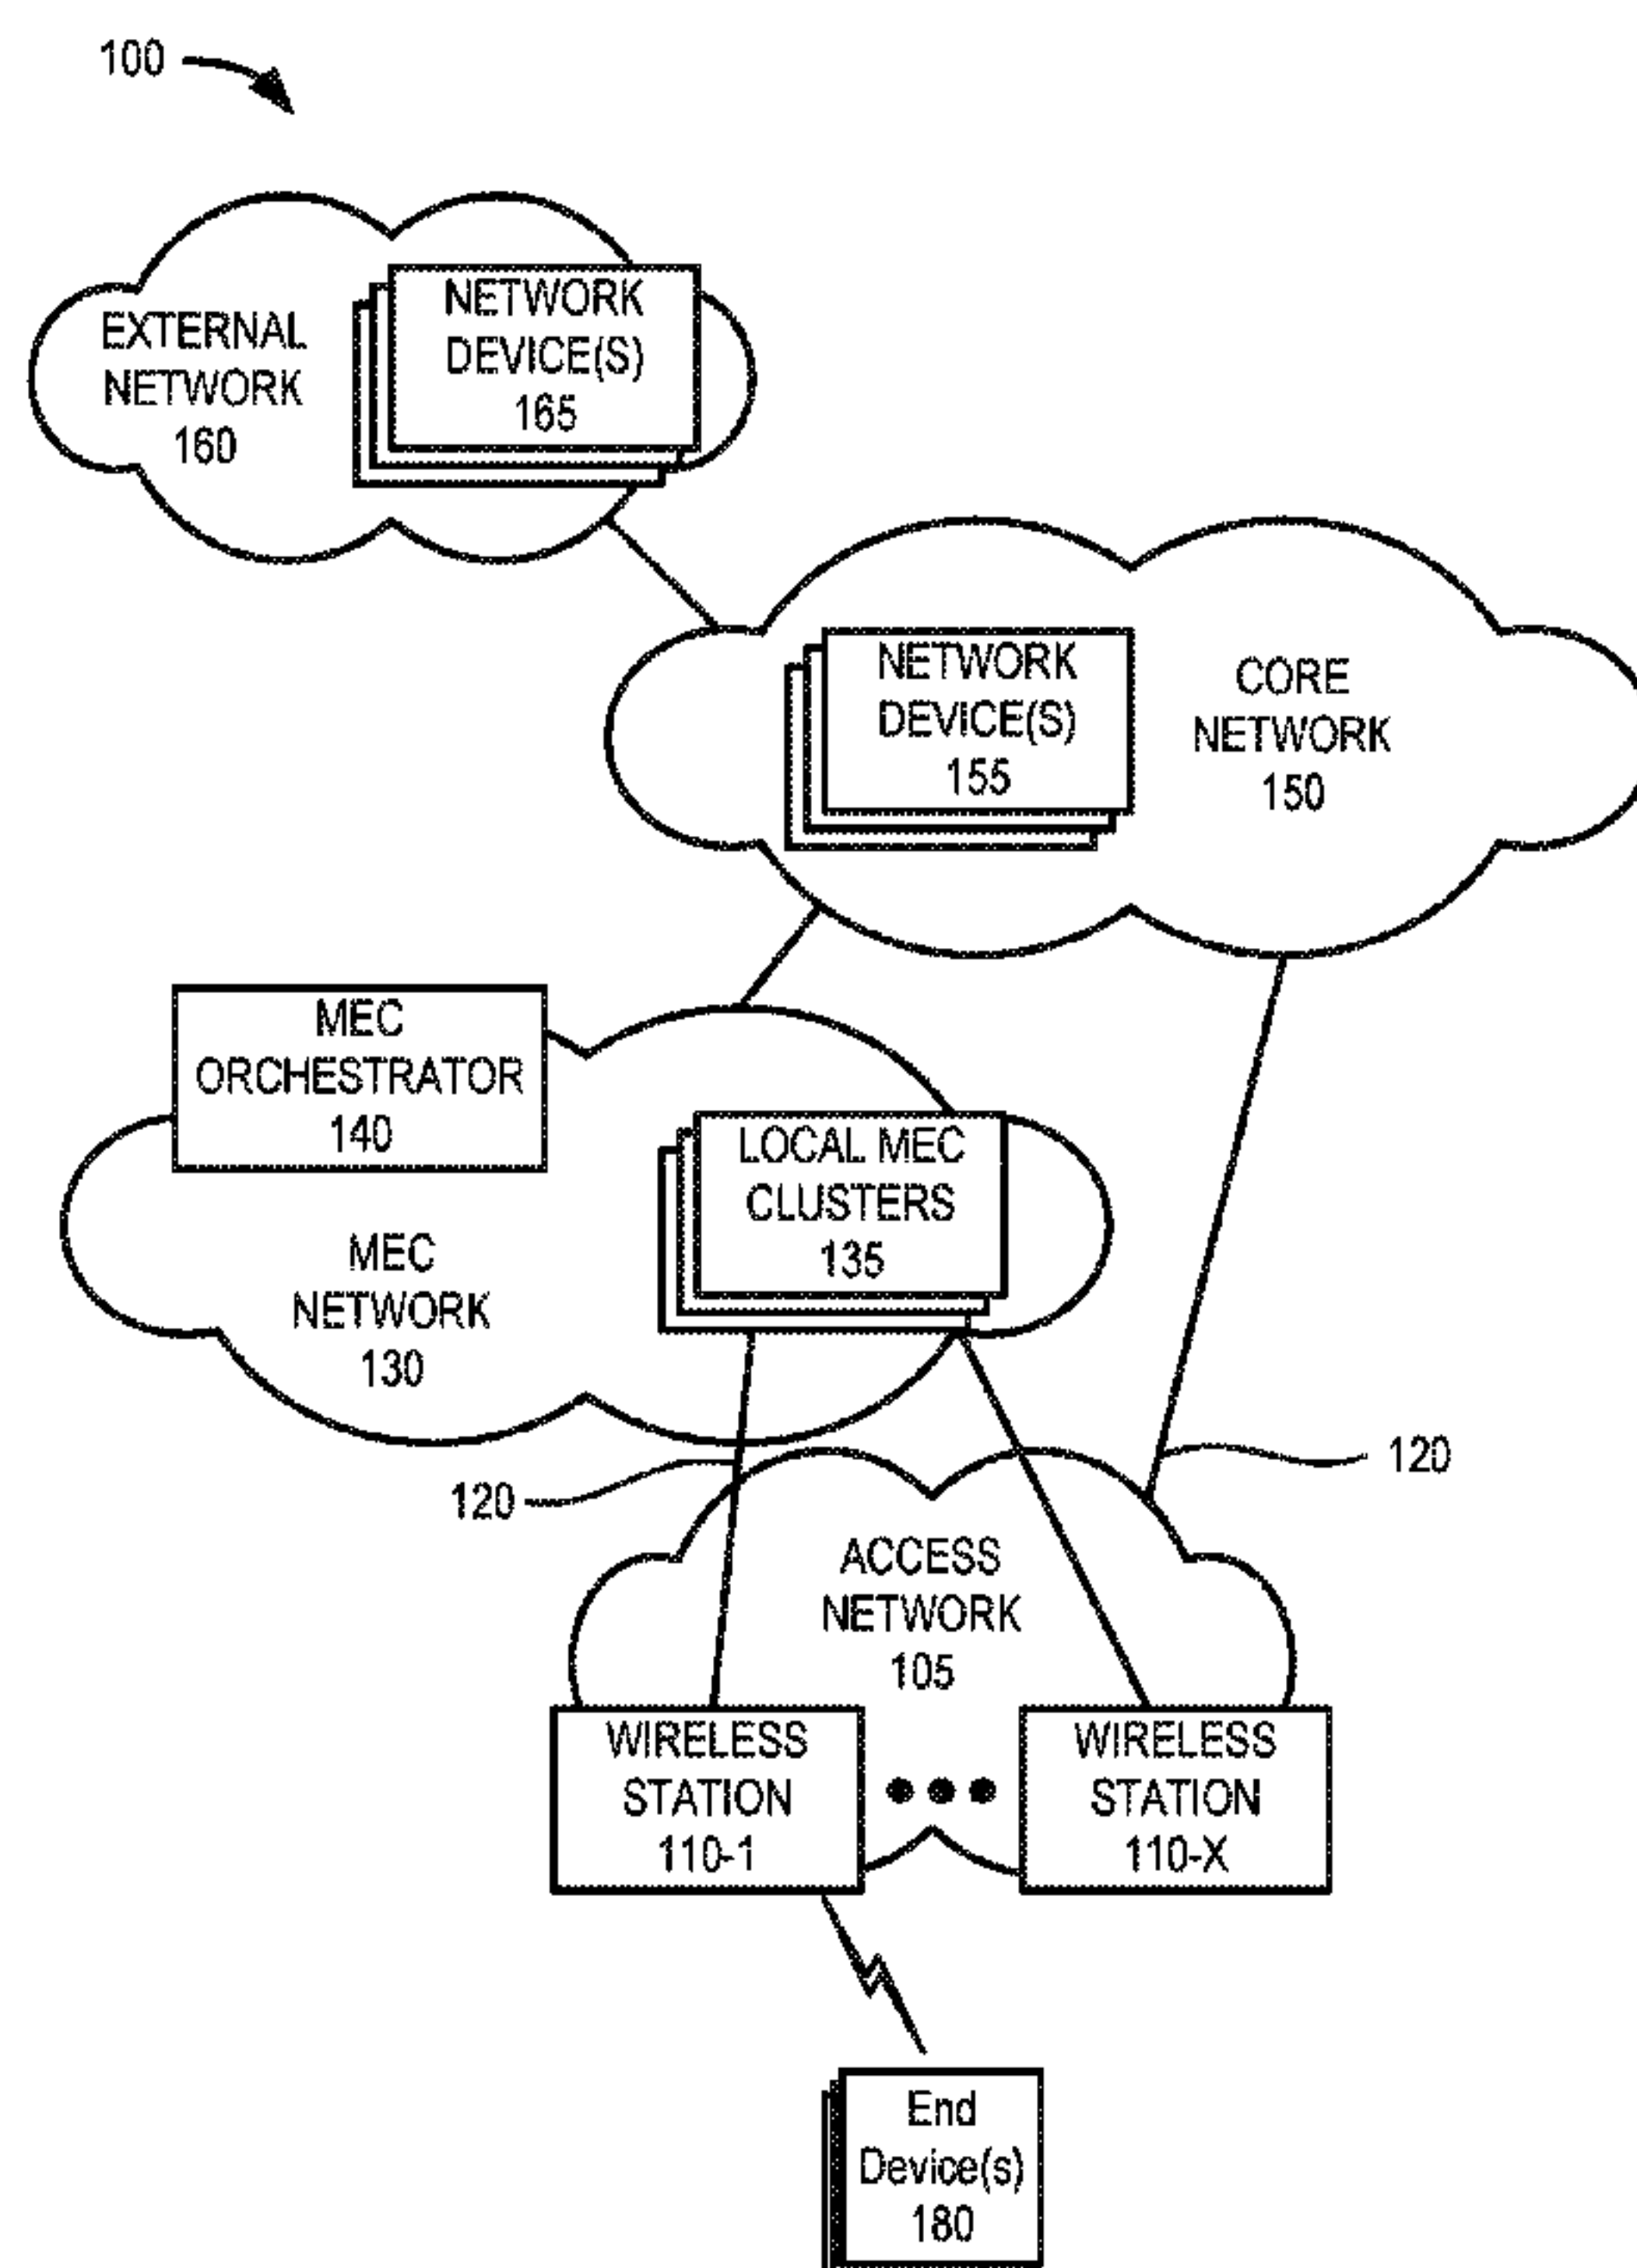 100
EXTERNAL
NETWORK
160
NETWORK
DEVICE(S)
165
NETWORK
DEVICE(S)
155
CORE
NETWORK
150
MEC
ORCHESTRATOR
140
LOCAL MEC
CLUSTERS
135
MEC
NETWORK
130
120
120
ACCESS
NETWORK
105
WIRELESS
STATION
110-1
WIRELESS
STATION
110-X
End
Device(s)
180